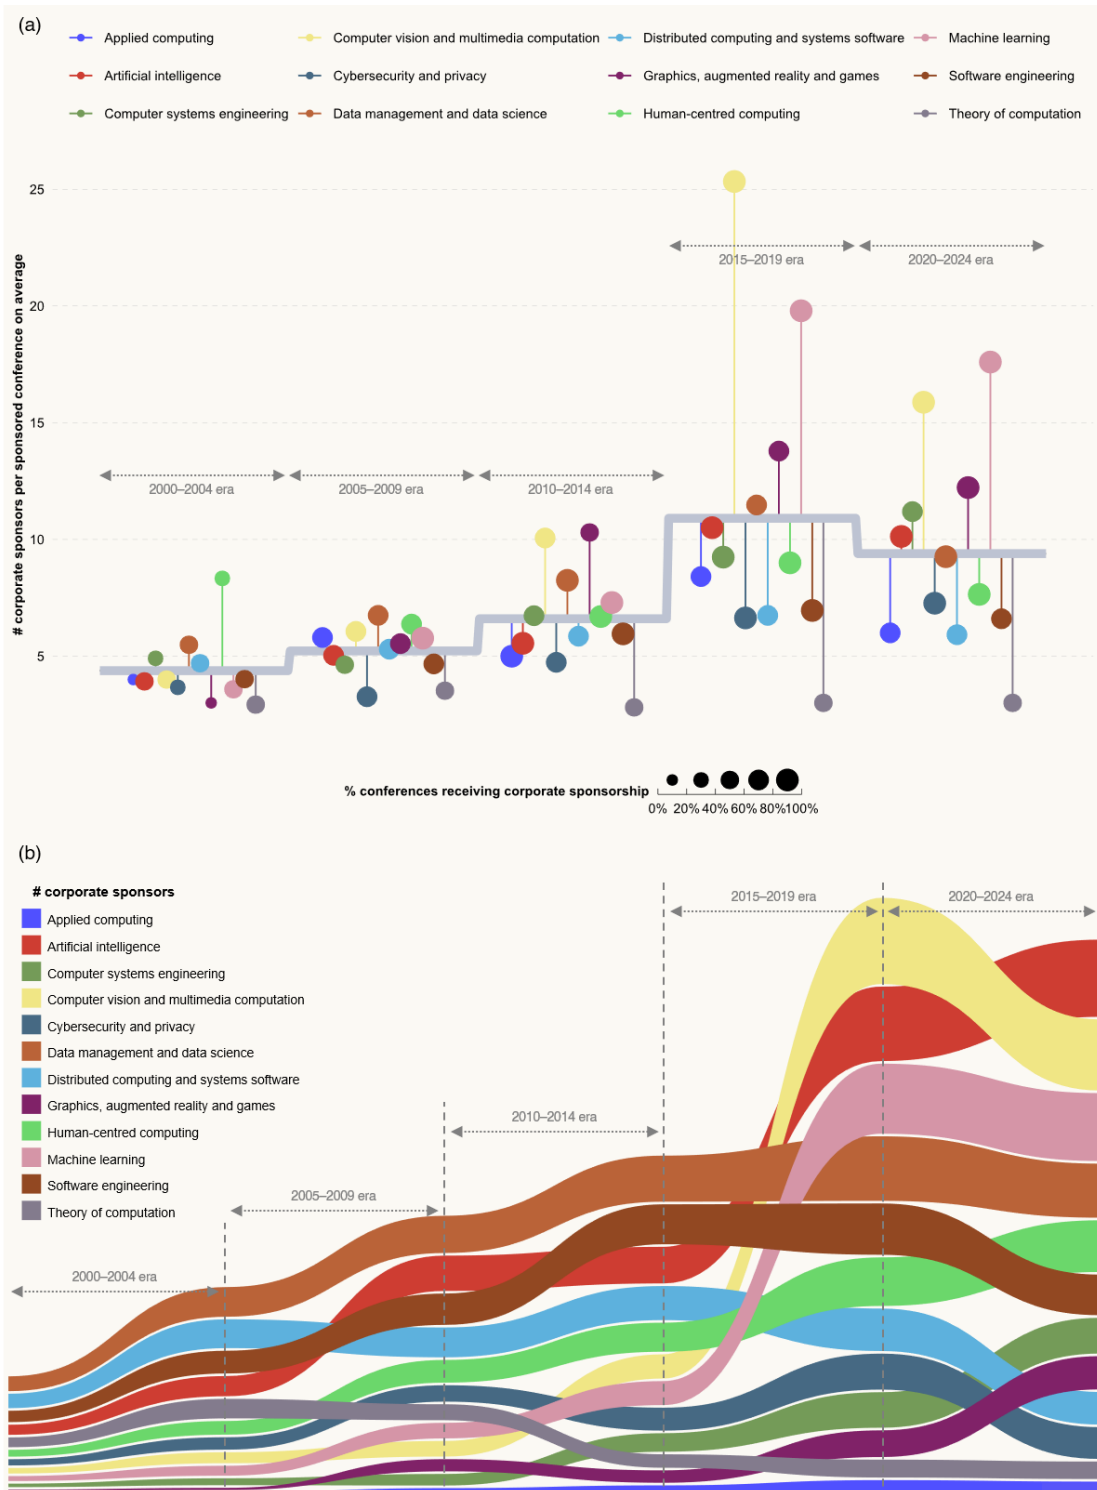 (a)
Applied computing
Computer vision and multimedia computation
Distributed computing and systems software
Machine learning
Artificial intelligence
Cybersecurity and privacy
Graphics, augmented reality and games
Software engineering
Computer systems engineering
Data management and data science
Human-centred computing
Theory of computation
# corporate sponsors per sponsored conference on average
25
20
15
10
5
2000–2004 era
2005–2009 era
2010–2014 era
2015–2019 era
2020–2024 era
% conferences receiving corporate sponsorship
0% 20% 40% 60% 80% 100%
(b)
# corporate sponsors
Applied computing
Artificial intelligence
Computer systems engineering
Computer vision and multimedia computation
Cybersecurity and privacy
Data management and data science
Distributed computing and systems software
Graphics, augmented reality and games
Human-centred computing
Machine learning
Software engineering
Theory of computation
2000–2004 era
2005–2009 era
2010–2014 era
2015–2019 era
2020–2024 era